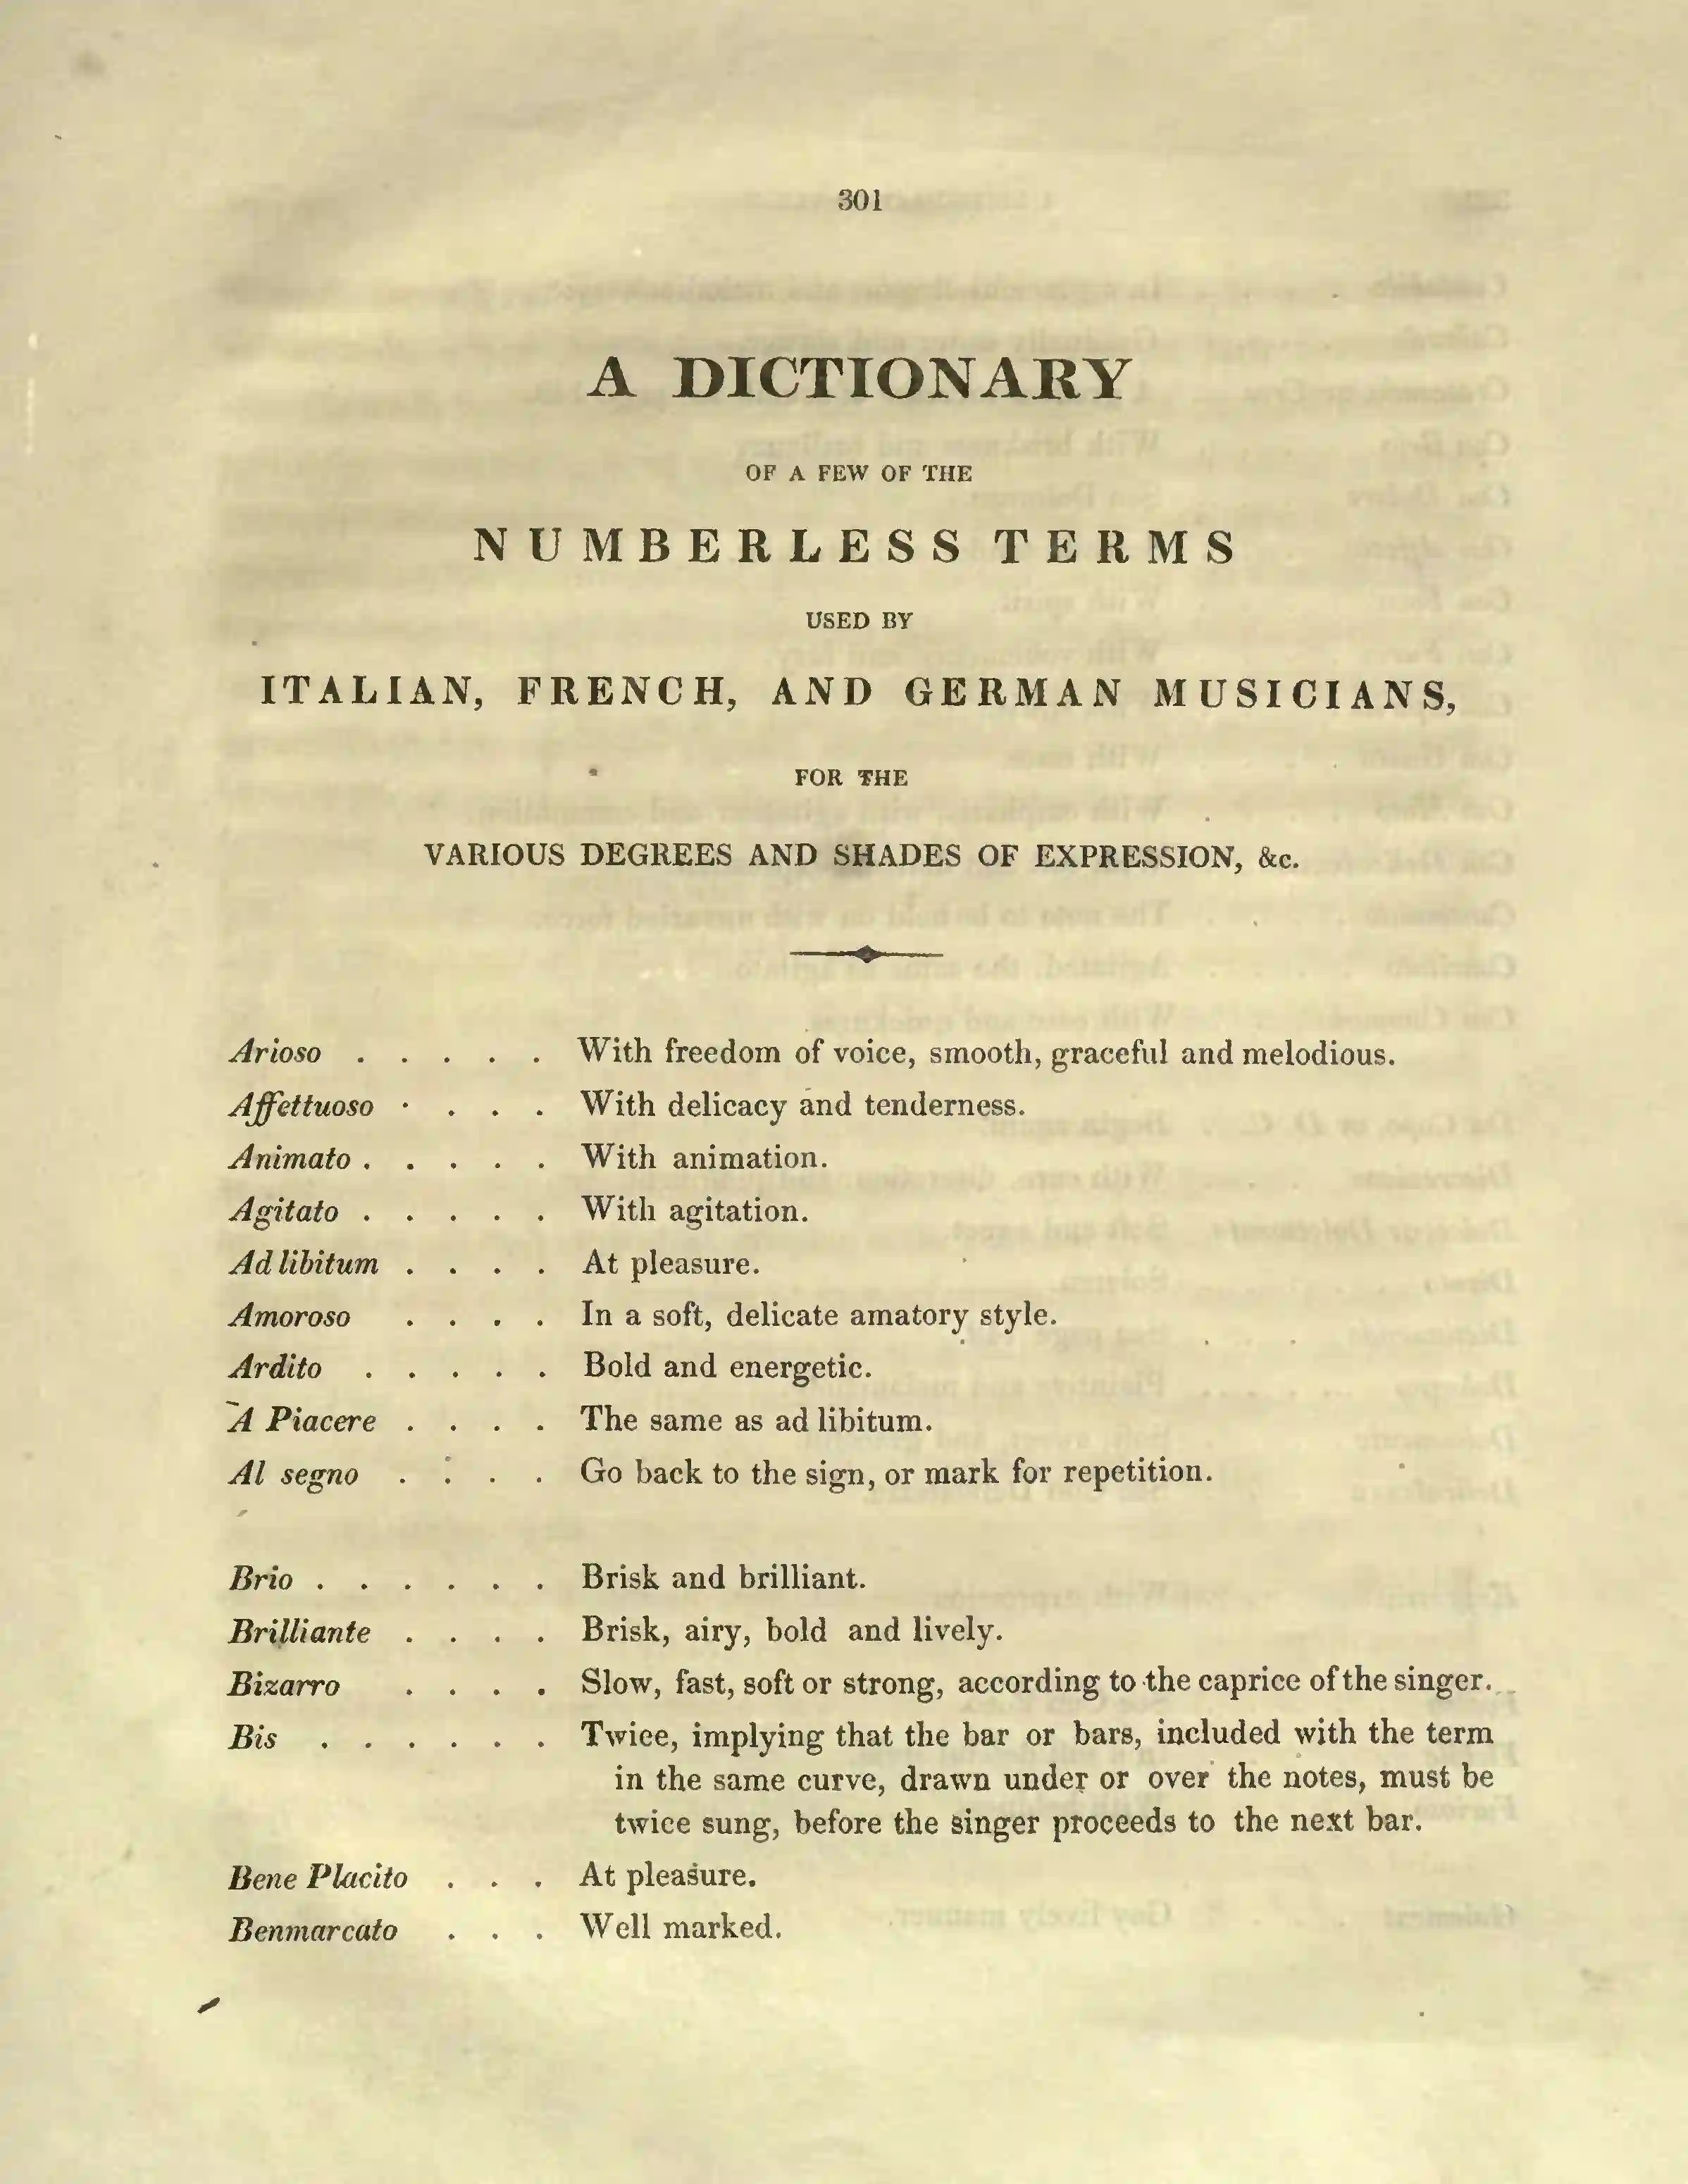 301
A DICTIONARY
OF A FEW OF THE
NUMBERLESS TERMS
USED BY
ITALIAN, FRENCH, AND GERMAN MUSICIANS,
FOR THE
VARIOUS DEGREES AND SHADES OF EXPRESSION, &c.
Arioso . . . . . With freedom of voice, smooth, graceful and melodious.
Affettuoso . . . . With delicacy and tenderness.
Animato . . . . . With animation.
Agitato . . . . . With agitation.
Ad libitum . . . . At pleasure.
Amoroso . . . . In a soft, delicate amatory style.
Ardito . . . . . Bold and energetic.
A Piacere . . . . The same as ad libitum.
Al segno . . . . Go back to the sign, or mark for repetition.
Brio . . . . . . Brisk and brilliant.
Brilliante . . . . Brisk, airy, bold and lively.
Bizarro . . . . Slow, fast, soft or strong, according to the caprice of the singer.
Bis . . . . . . Twice, implying that the bar or bars, included with the term
in the same curve, drawn under or over the notes, must be
twice sung, before the singer proceeds to the next bar.
Bene Placito . . . At pleasure.
Benmarcato . . . Well marked.